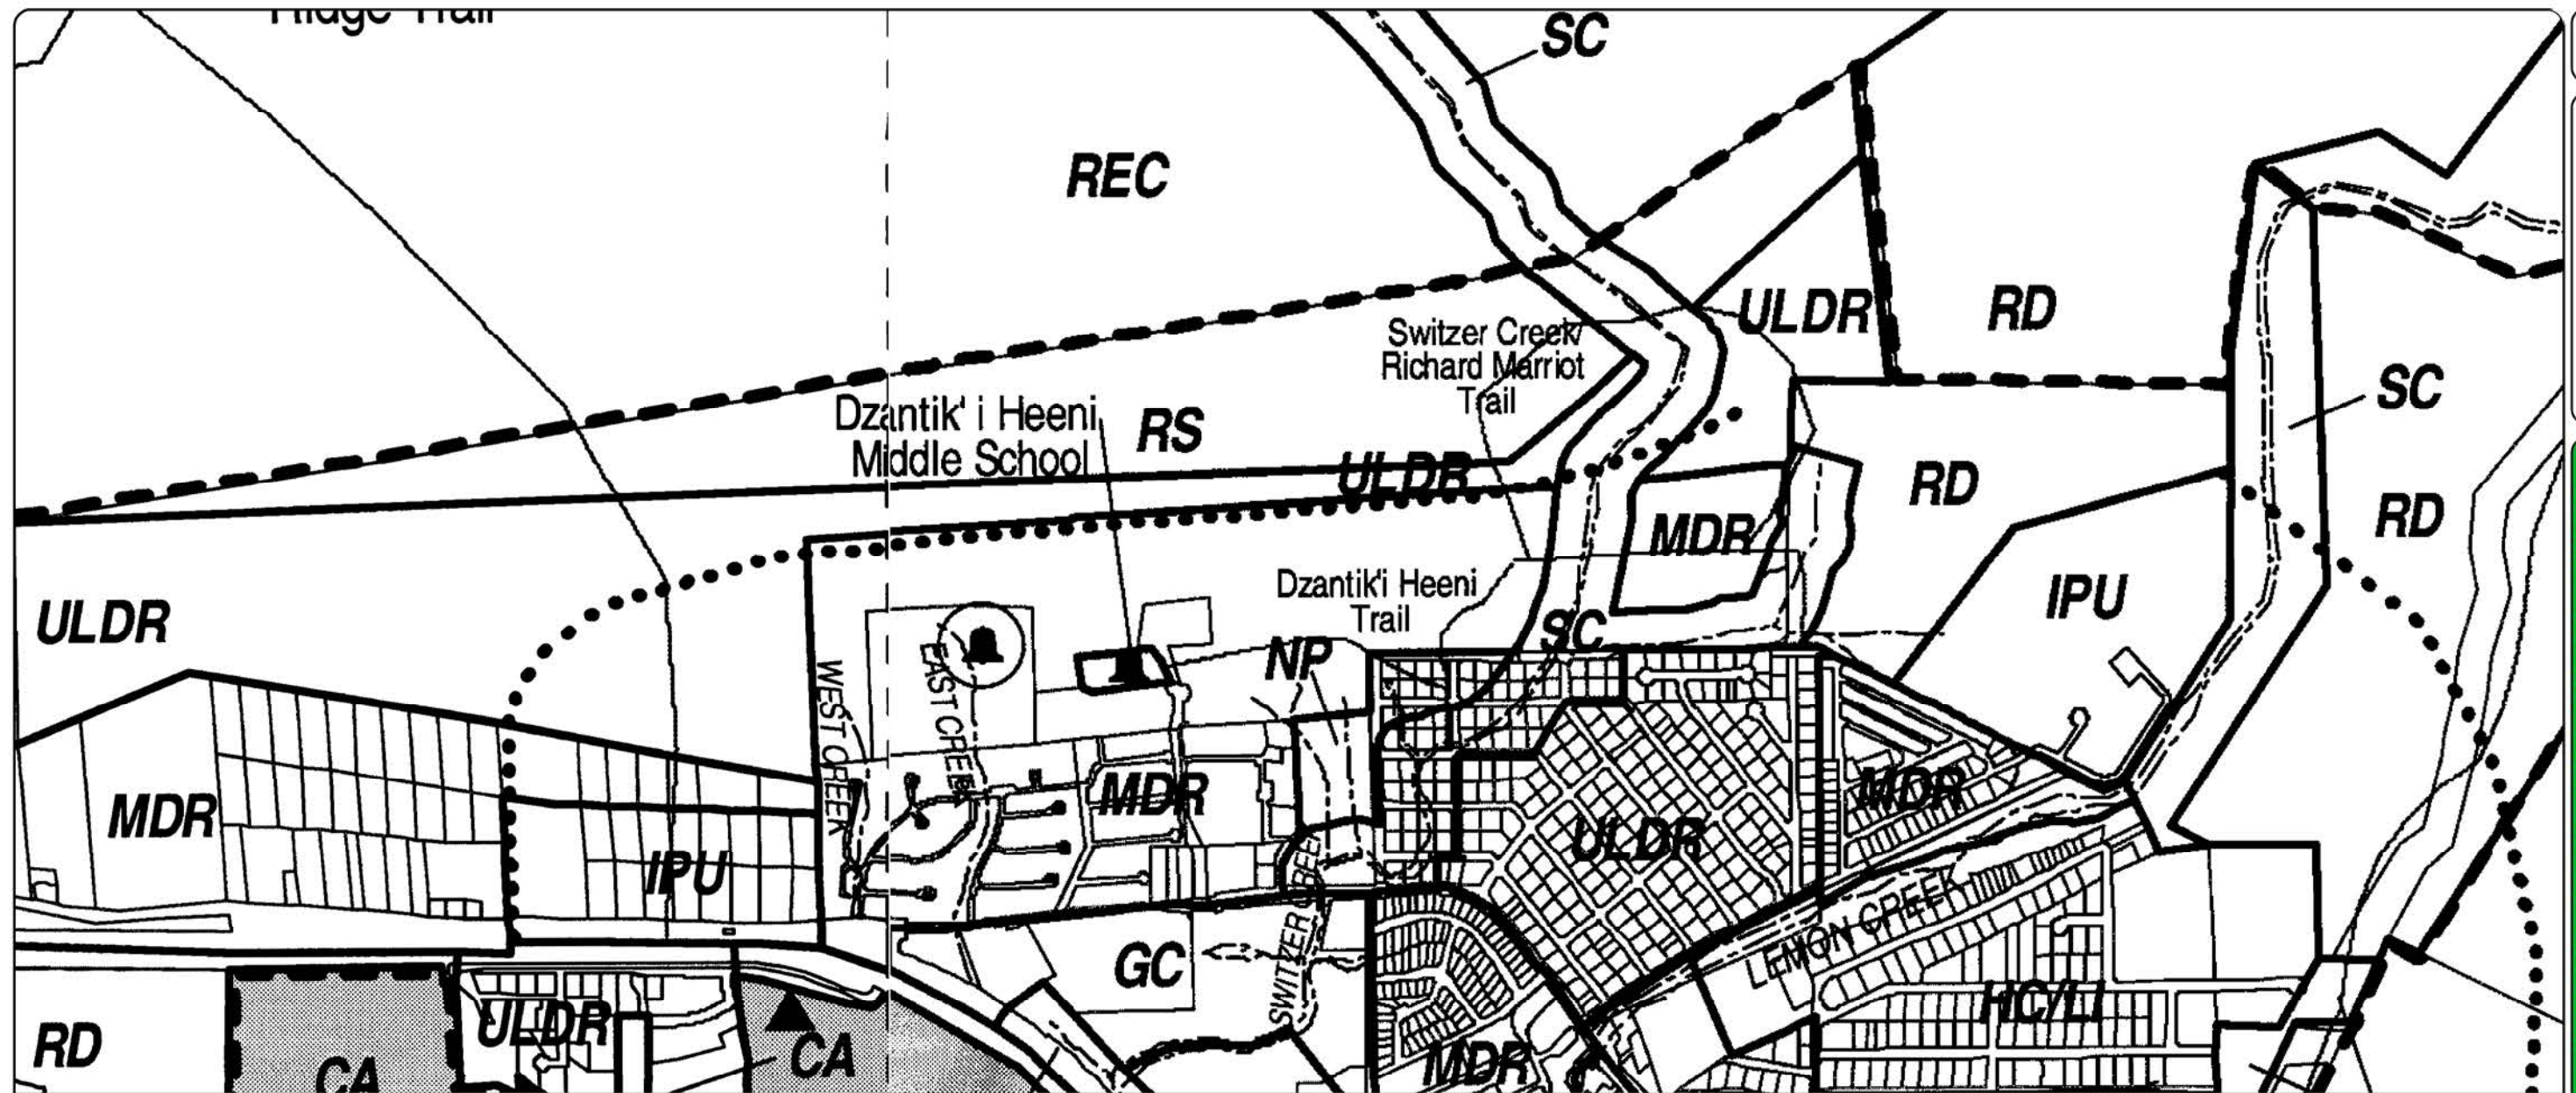 Ridge Trail
SC
REC
ULDR
RD
Switzer Creek/
Richard Marriot
Trail
SC
Dzantik' i Heeni
Middle School
RS
ULDR
RD
RD
MDR
Dzantik'i Heeni
Trail
IPU
ULDR
SC
NP
WEST CREEK
EAST CREEK
MDR
MDR
MDR
ULDR
IPU
SWITZER CREEK
LEMON CREEK
GC
HC/LI
RD
ULDR
CA
CA
MDR